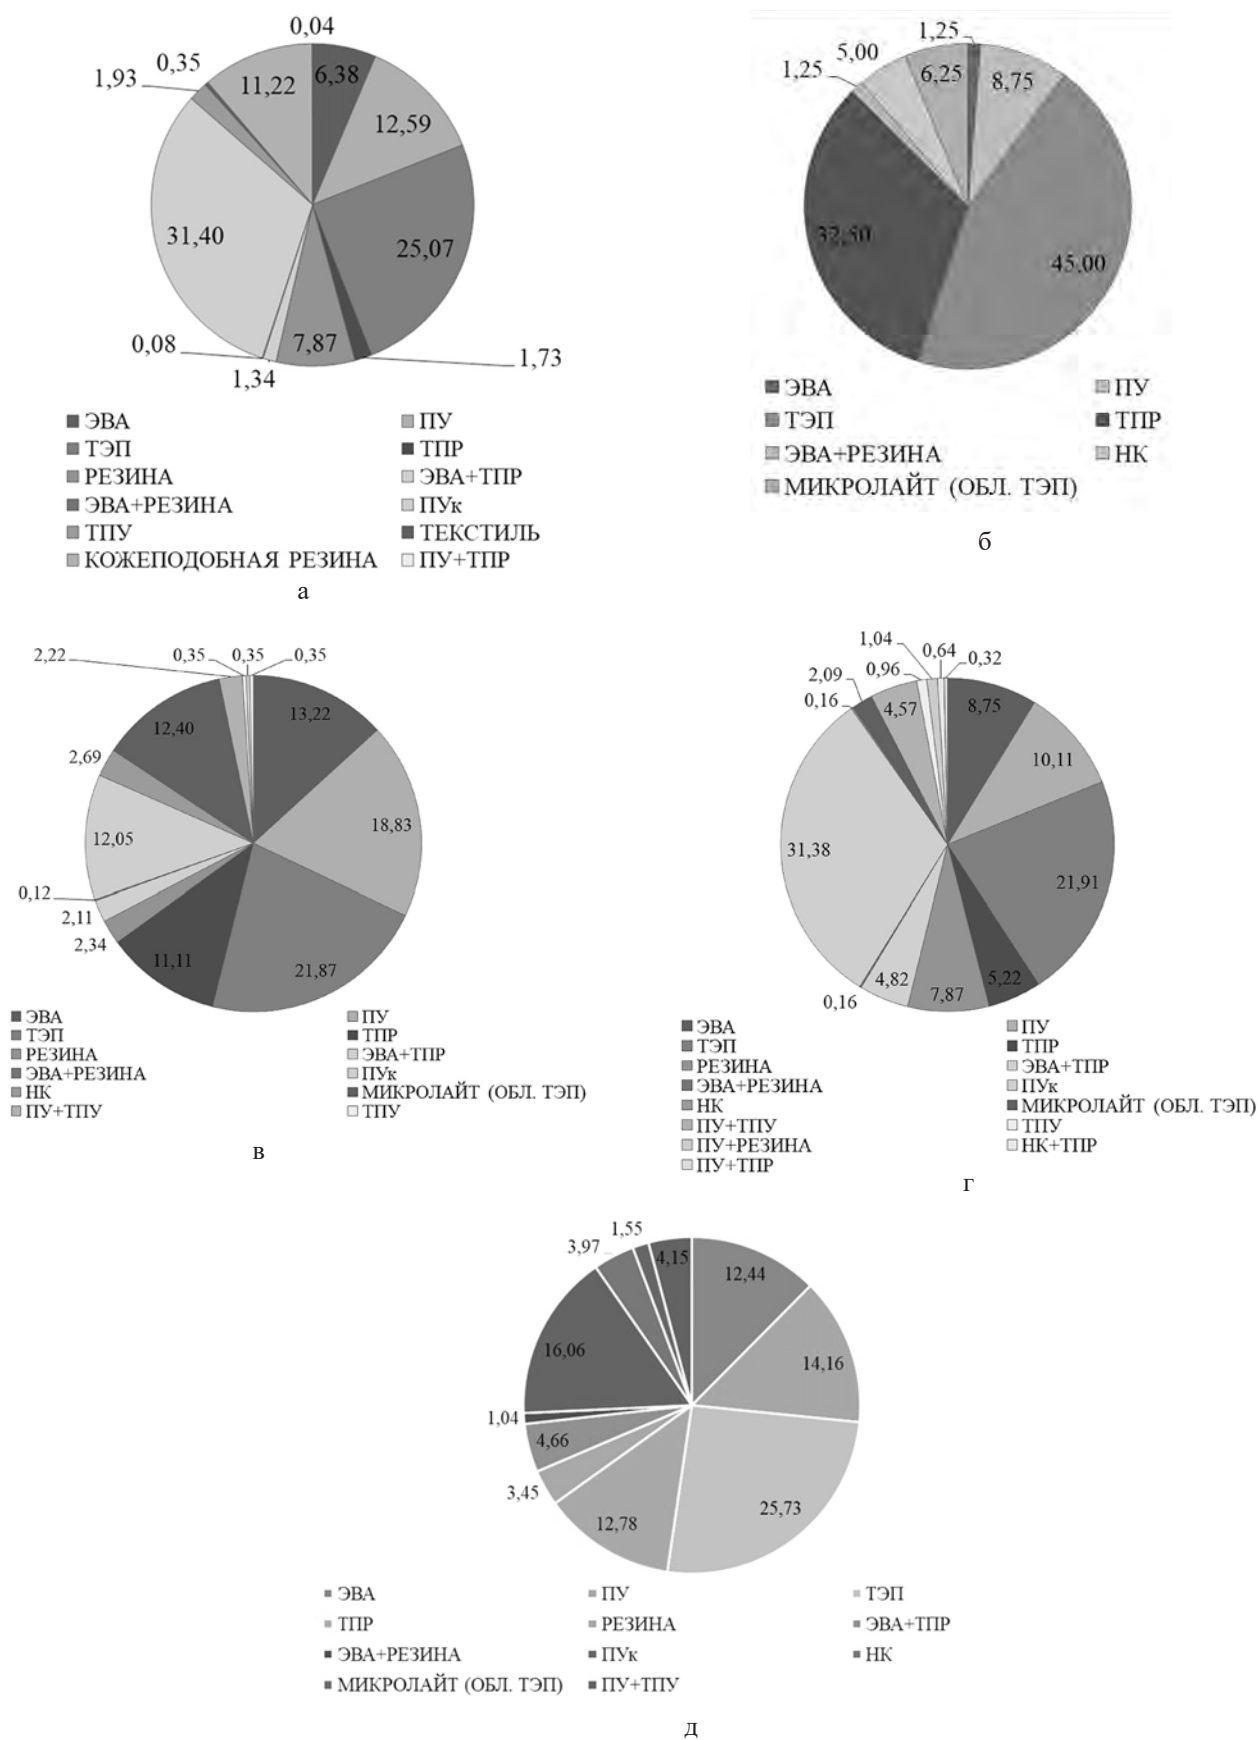 0,04
0,35
1,93
11,22
6,38
12,59
31,40
25,07
0,08
7,87
1,34
1,73
ЭВА ПУ
ТЭП ТПР
РЕЗИНА ЭВА+ТПР
ЭВА+РЕЗИНА ПУк
ТПУ ТЕКСТИЛЬ
КОЖЕПОДОБНАЯ РЕЗИНА ПУ+ТПР
а
1,25
5,00
1,25
6,25
8,75
32,50
45,00
ЭВА ПУ
ТЭП ТПР
ЭВА+РЕЗИНА НК
МИКРОЛАЙТ (ОБЛ. ТЭП)
б
2,22 0,35 0,35 0,35
12,40
13,22
2,69
18,83
12,05
0,12
2,11
2,34
11,11
21,87
ЭВА ПУ
ТЭП ТПР
РЕЗИНА ЭВА+ТПР
ЭВА+РЕЗИНА ПУк
НК МИКРОЛАЙТ (ОБЛ. ТЭП)
ПУ+ТПУ ТПУ
в
1,04
0,64
0,32
2,09
0,96
0,16
4,57
8,75
10,11
31,38
21,91
0,16
4,82
7,87
5,22
ЭВА ПУ
ТЭП ТПР
РЕЗИНА ЭВА+ТПР
ЭВА+РЕЗИНА ПУк
НК МИКРОЛАЙТ (ОБЛ. ТЭП)
ПУ+ТПУ ТПУ
ПУ+РЕЗИНА НК+ТПР
ПУ+ТПР
г
1,55
3,97
4,15
12,44
16,06
14,16
1,04
4,66
3,45
12,78
25,73
ЭВА ПУ ТЭП
ТПР РЕЗИНА ЭВА+ТПР
ЭВА+РЕЗИНА ПУк НК
МИКРОЛАЙТ (ОБЛ. ТЭП) ПУ+ТПУ
д